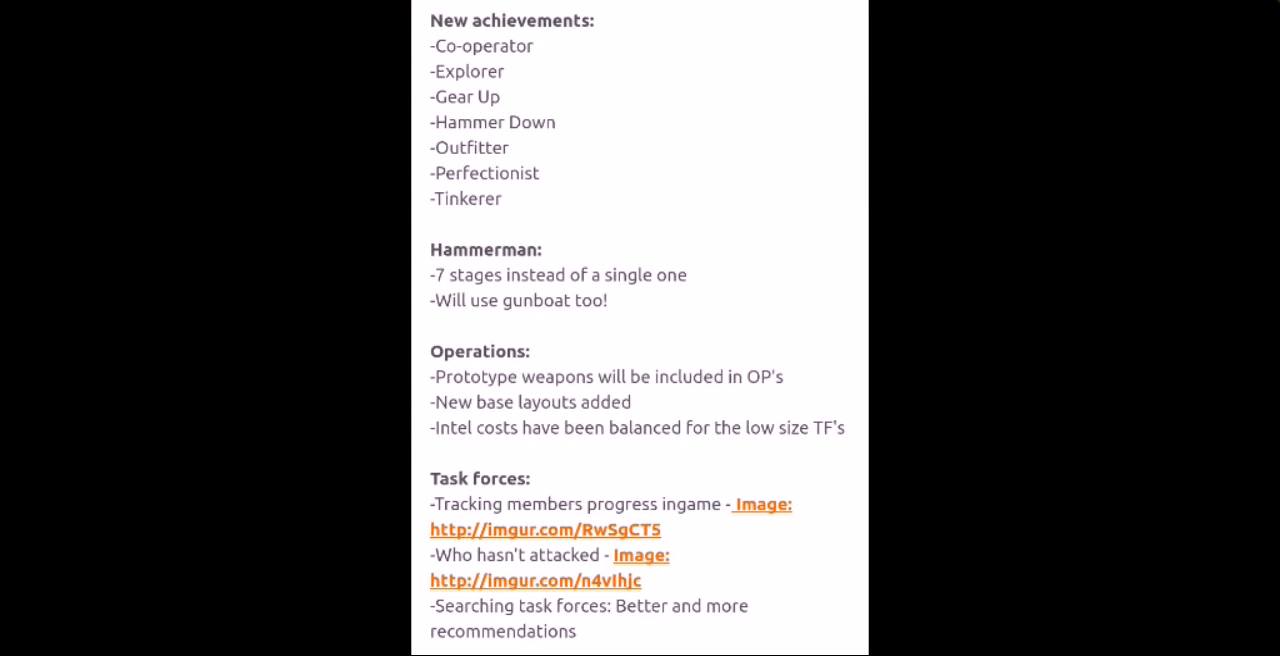 New achievements:
-Co-operator
-Explorer
-Gear Up
-Hammer Down
-Outfitter
-Perfectionist
-Tinkerer
Hammerman:
-7 stages instead of a single one
-Will use gunboat too!
Operations:
-Prototype weapons will be included in OP's
-New base layouts added
-Intel costs have been balanced for the low size TF's
Task forces:
-Tracking members progress ingame - Image:
http://imgur.com/RwSgCT5
-Who hasn't attacked - Image:
http://imgur.com/n4vIhjc
-Searching task forces: Better and more
recommendations